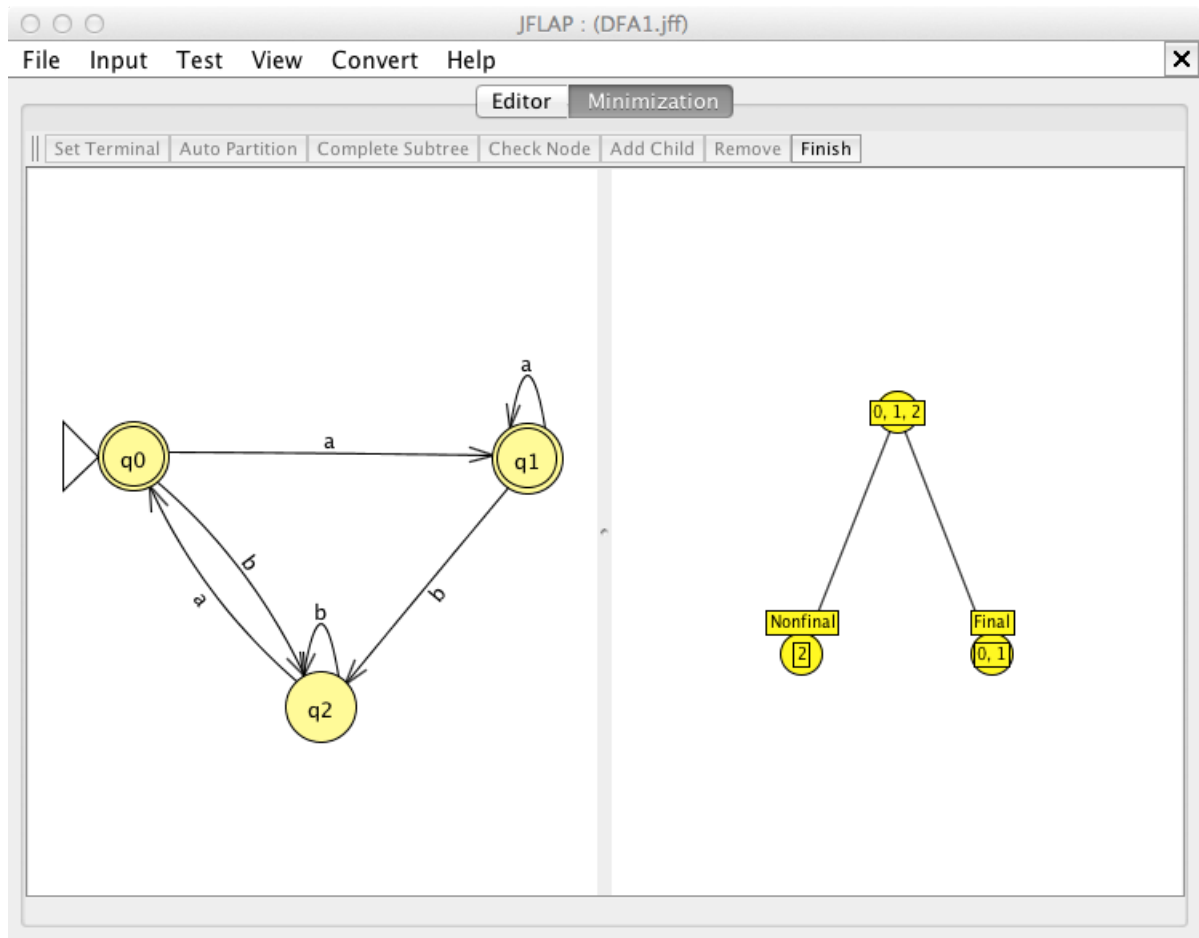 JFLAP : (DFA1.jff)
File Input Test View Convert Help
Editor Minimization
Set Terminal Auto Partition Complete Subtree Check Node Add Child Remove Finish
a
q0
a
q1
b
a
b
b
q2
0, 1, 2
Nonfinal
2
Final
0, 1